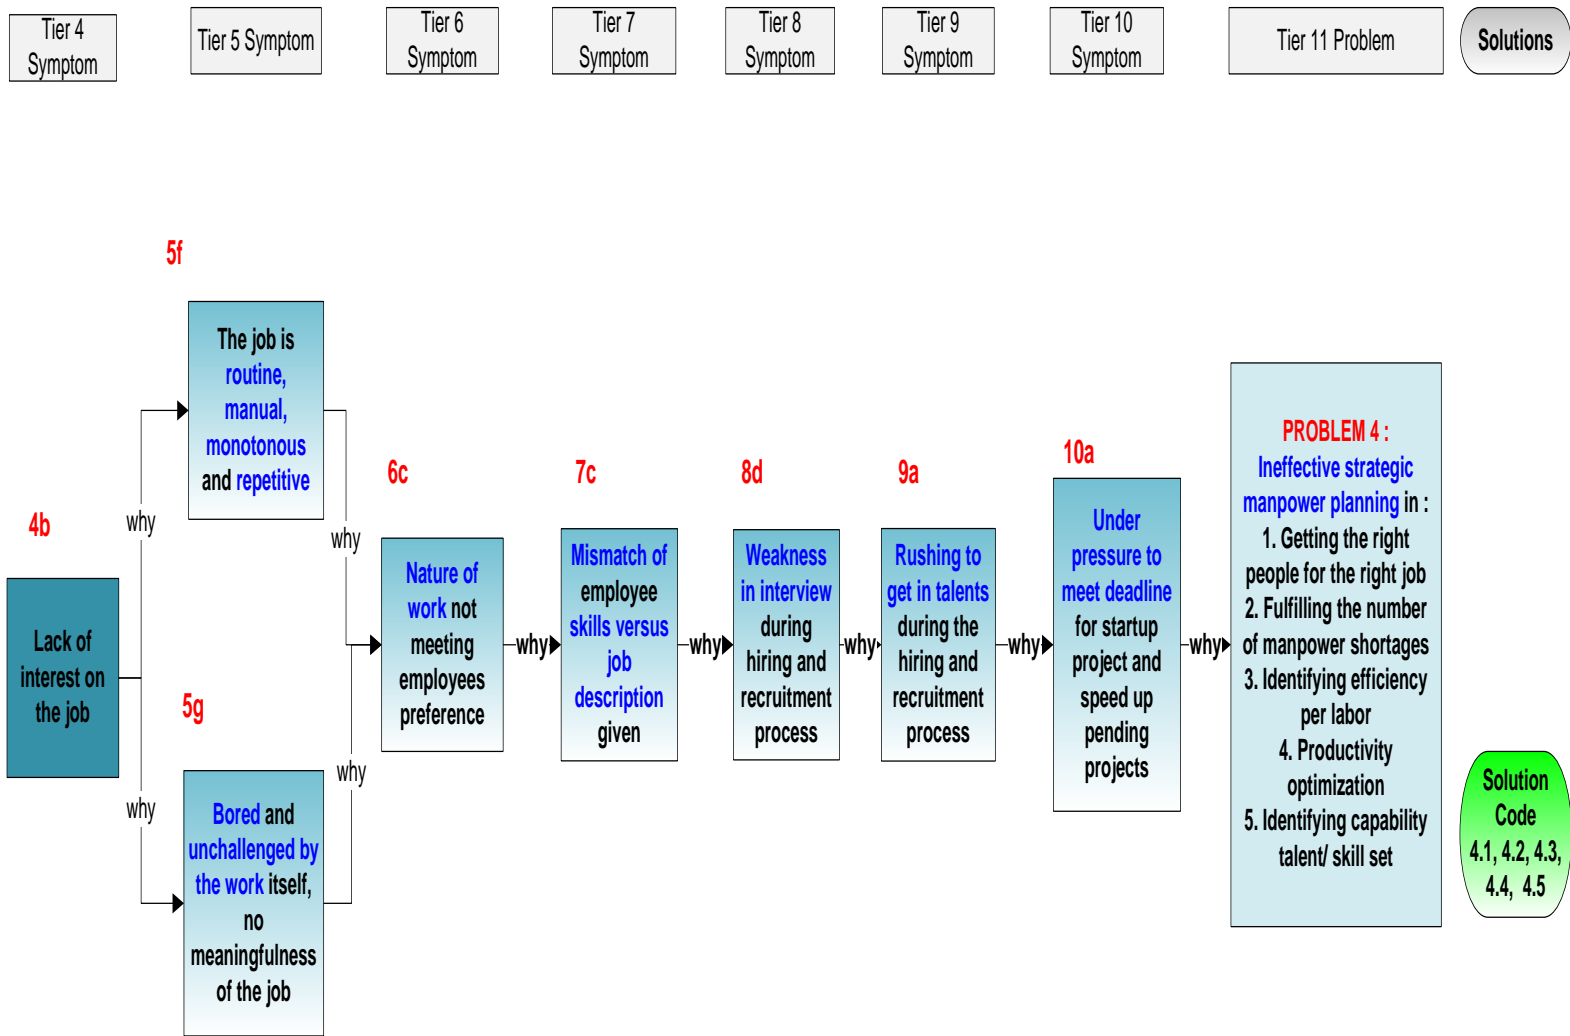 Tier 4
Symptom
Tier 5 Symptom
Tier 6
Symptom
Tier 7
Symptom
Tier 8
Symptom
Tier 9
Symptom
Tier 10
Symptom
Tier 11 Problem
Solutions
4b
Lack of
interest on
the job
why
why
5f
The job is
routine,
manual,
monotonous
and repetitive
5g
Bored and
unchallenged by
the work itself,
no
meaningfulness
of the job
why
why
6c
Nature of
work not
meeting
employees
preference
why
7c
Mismatch of
employee
skills versus
job
description
given
why
8d
Weakness
in interview
during
hiring and
recruitment
process
why
9a
Rushing to
get in talents
during the
hiring and
recruitment
process
why
10a
Under
pressure to
meet deadline
for startup
project and
speed up
pending
projects
why
PROBLEM 4 :
Ineffective strategic
manpower planning in :
1. Getting the right
people for the right job
2. Fulfilling the number
of manpower shortages
3. Identifying efficiency
per labor
4. Productivity
optimization
5. Identifying capability
talent/ skill set
Solution
Code
4.1, 4.2, 4.3,
4.4, 4.5